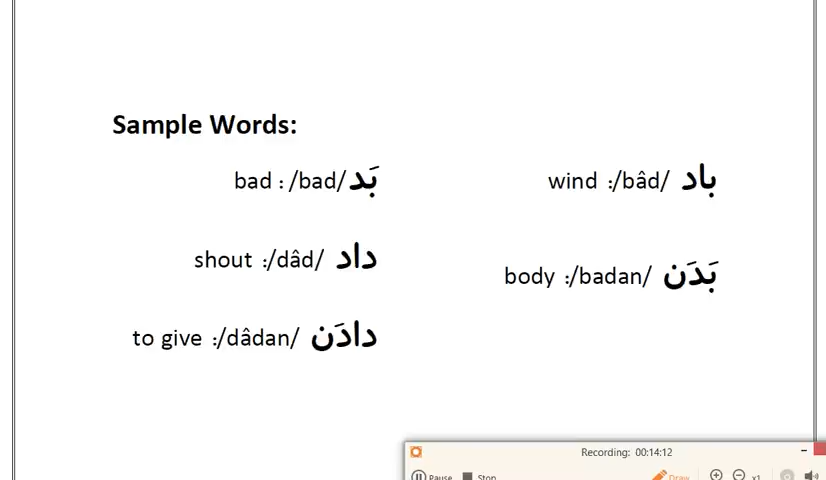 Sample Words:
bad : /bad/ بَد
wind :/bâd/ باد
shout :/dâd/ داد
body :/badan/ بَدَن
to give :/dâdan/ دادَن
Recording: 00:14:12
Pause Stop Draw x1